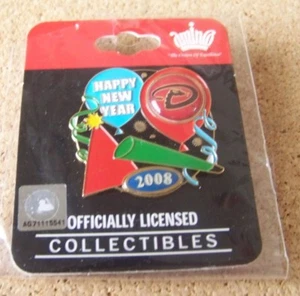 HAPPY
NEW
YEAR
2008
OFFICIALLY LICENSED
COLLECTIBLES